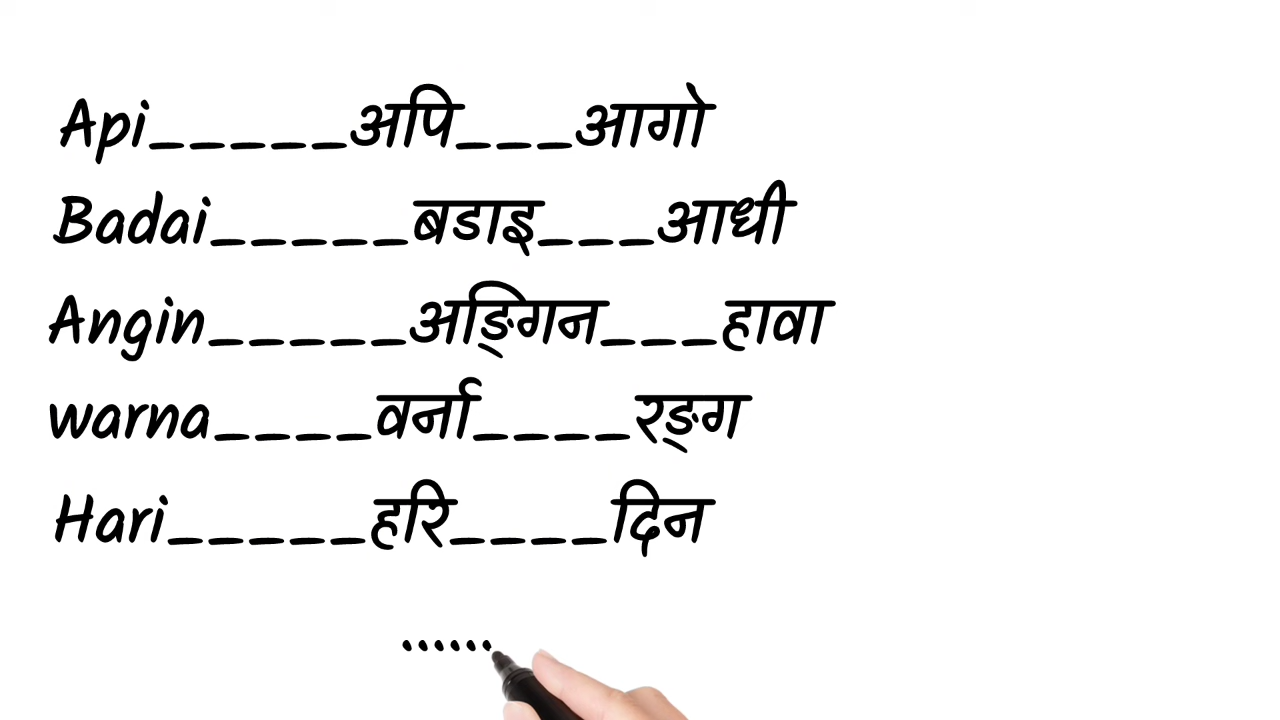 Api_____अपि___आगो
Badai_____बडाइ___आधी
Angin_____अङ्गिन___हावा
warna____वर्ना____रङ्ग
Hari_____हरि____दिन
......